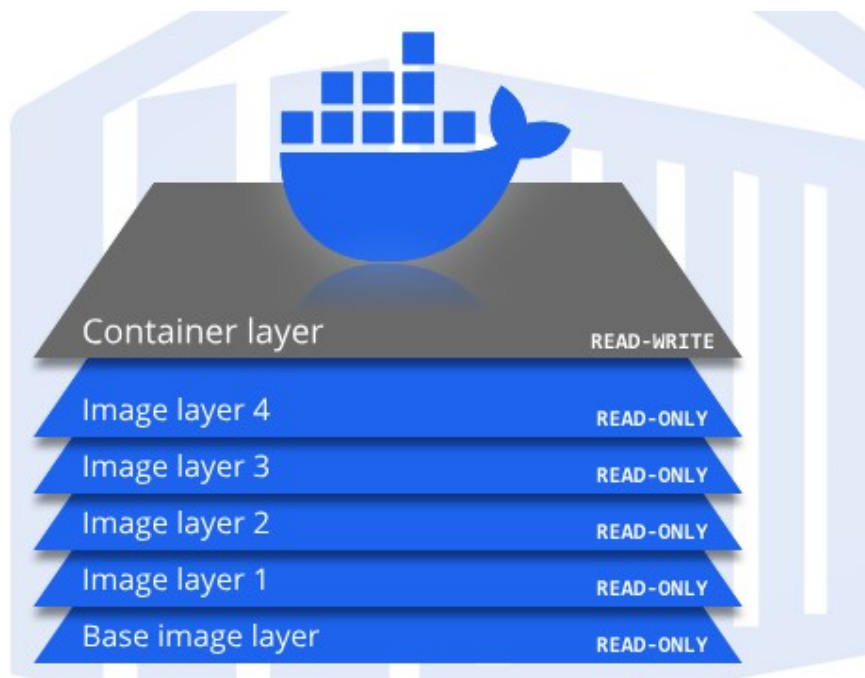 Container layer READ-WRITE
Image layer 4 READ-ONLY
Image layer 3 READ-ONLY
Image layer 2 READ-ONLY
Image layer 1 READ-ONLY
Base image layer READ-ONLY